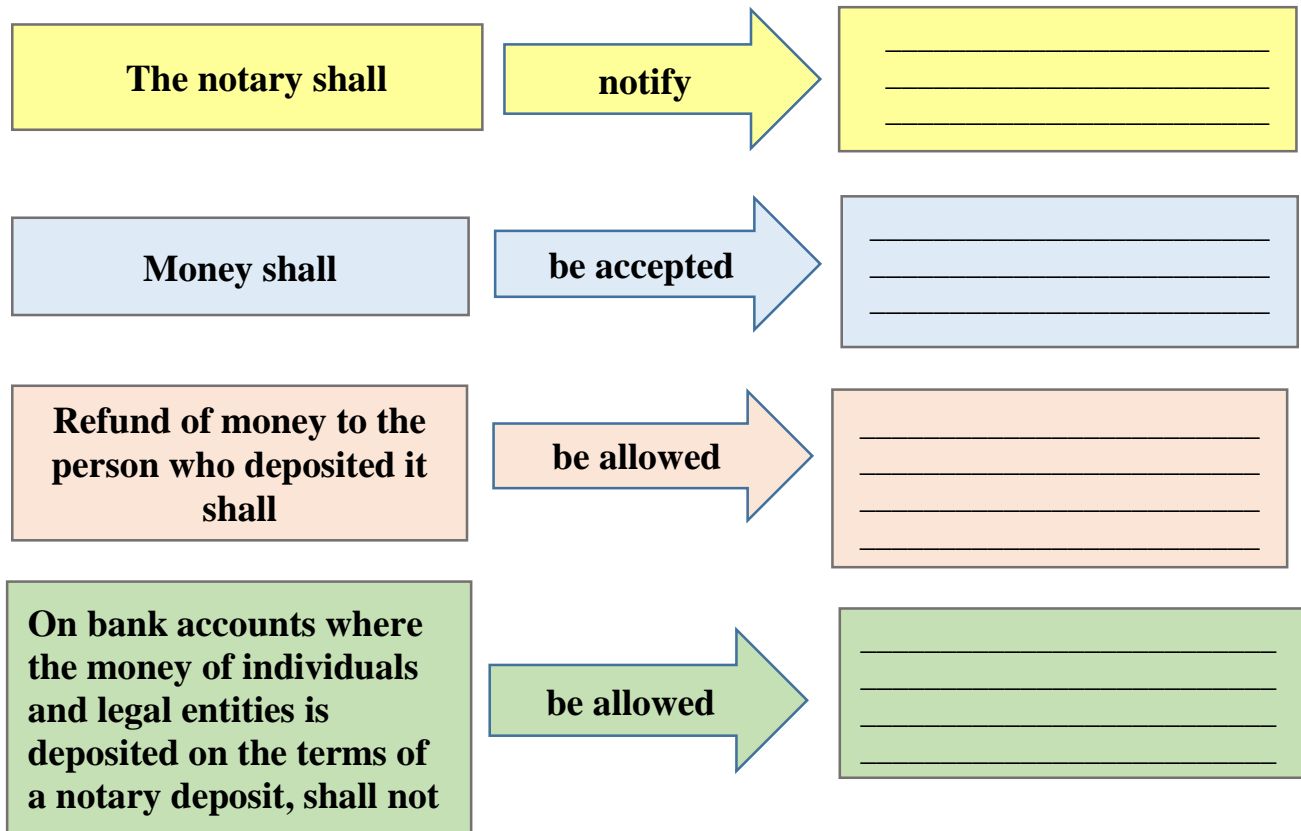 The notary shall
notify
Money shall
be accepted
Refund of money to the
person who deposited it
shall
be allowed
On bank accounts where
the money of individuals
and legal entities is
deposited on the terms of
a notary deposit, shall not
be allowed